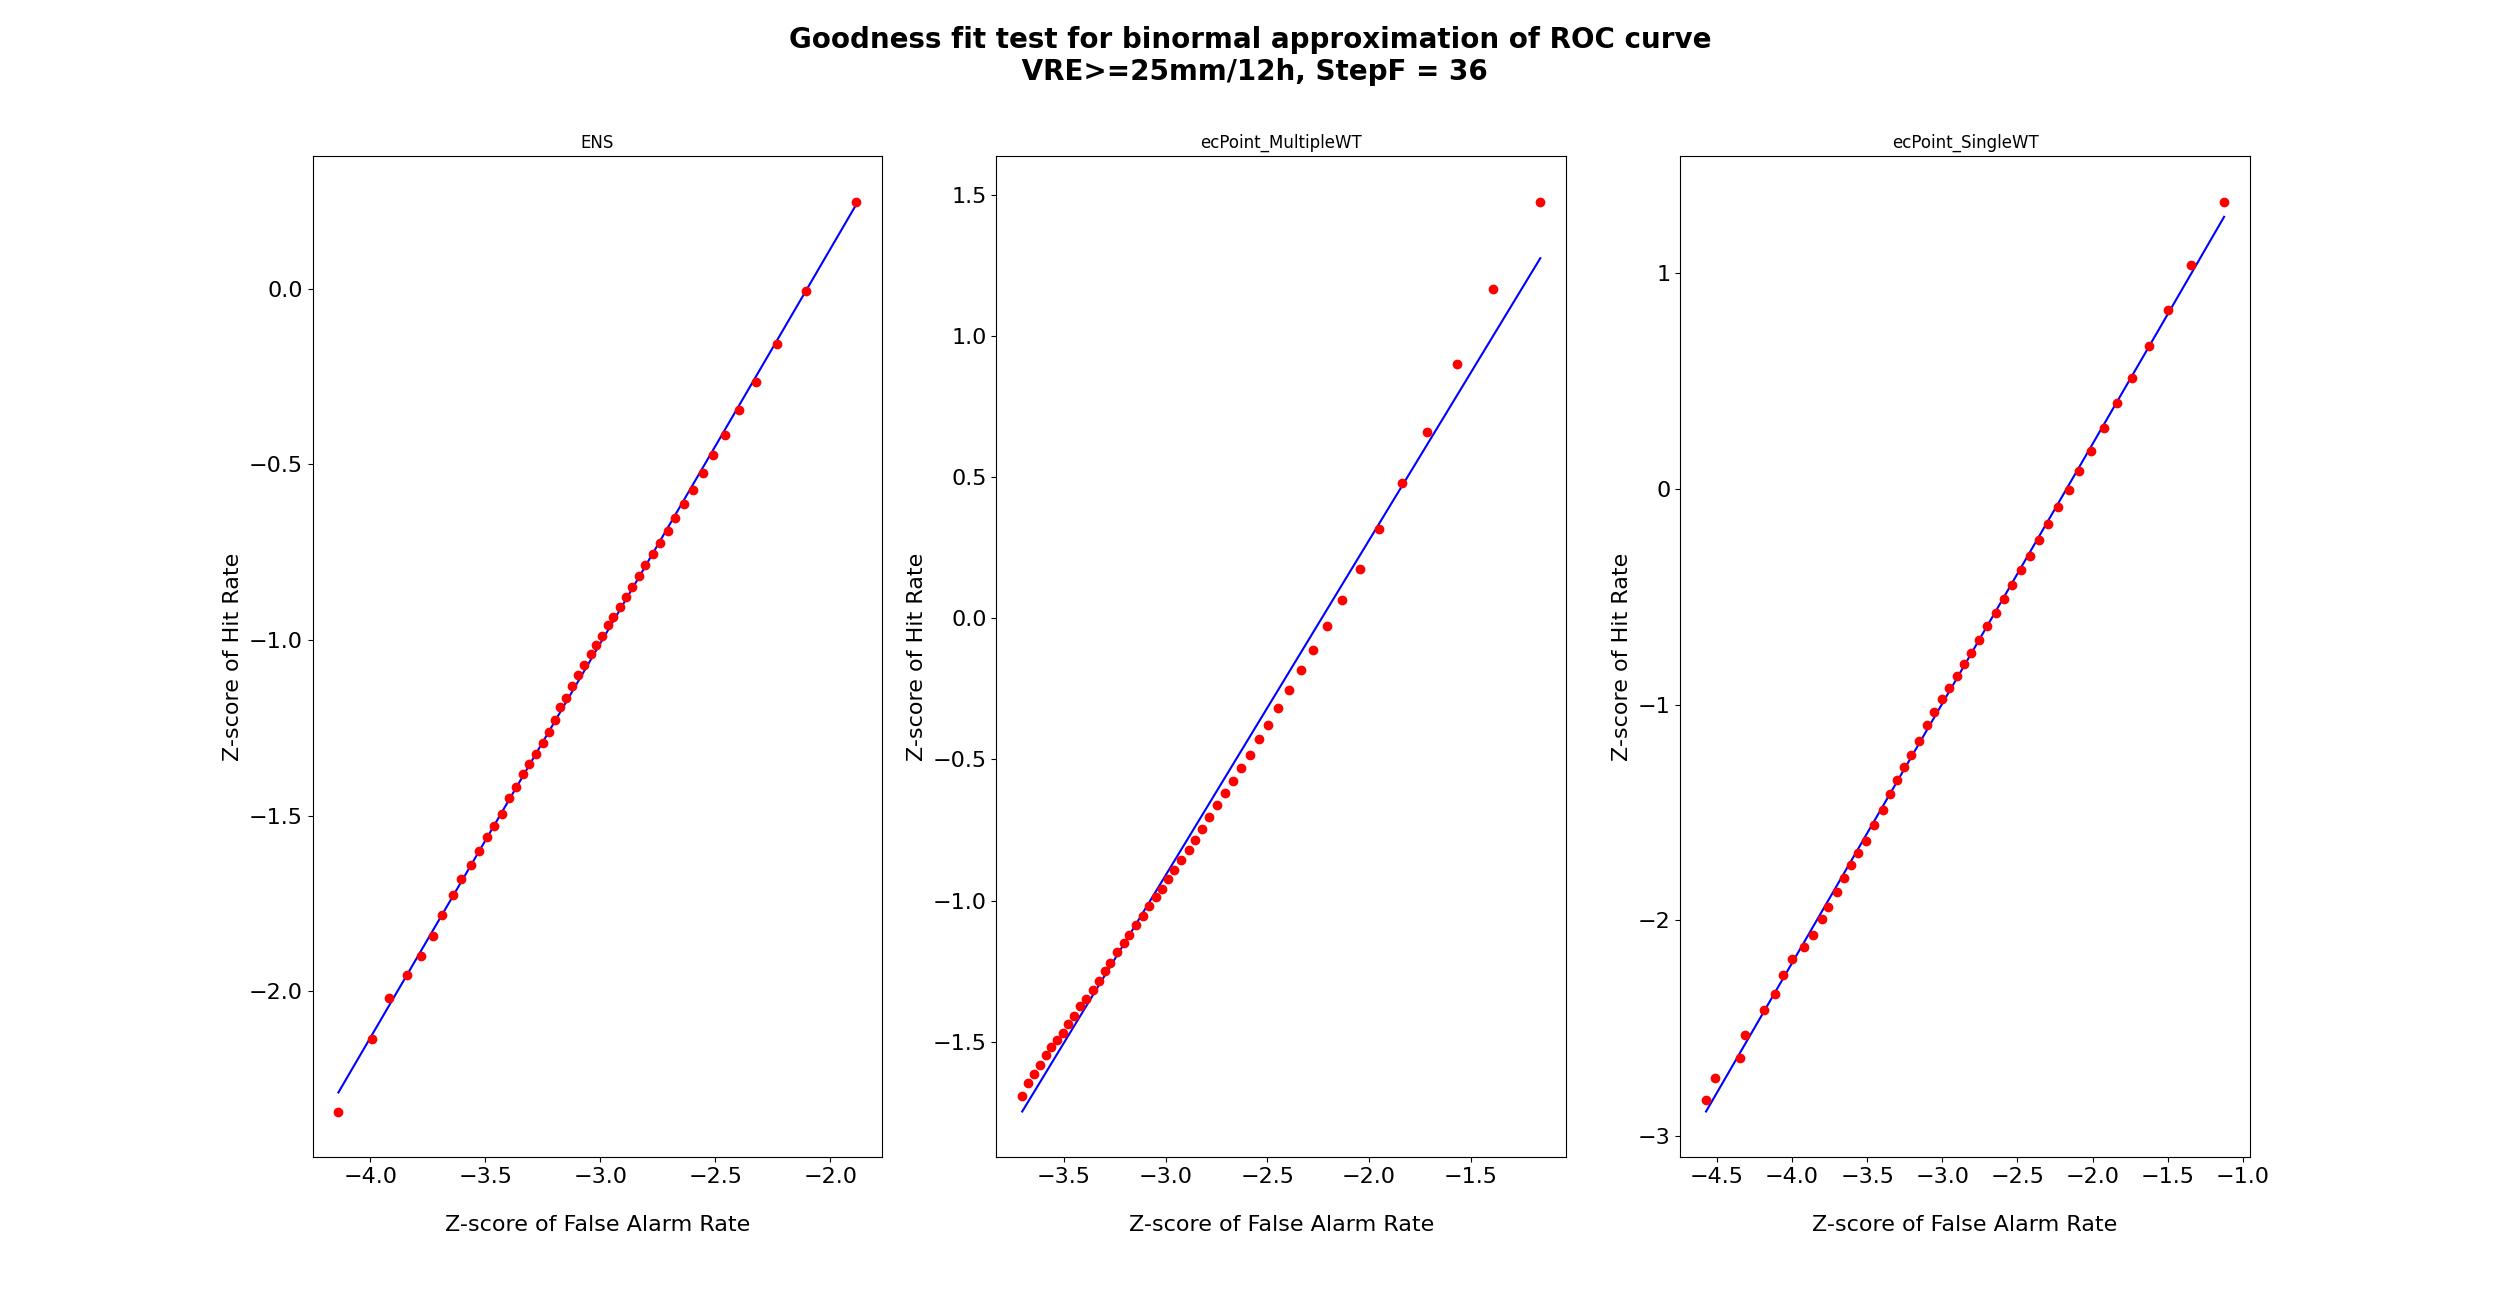 Goodness fit test for binormal approximation of ROC curve
VRE>=25mm/12h, StepF = 36
ENS
Z-score of Hit Rate
0.0
−0.5
−1.0
−1.5
−2.0
−4.0 −3.5 −3.0 −2.5 −2.0
Z-score of False Alarm Rate
ecPoint_MultipleWT
Z-score of Hit Rate
1.5
1.0
0.5
0.0
−0.5
−1.0
−1.5
−3.5 −3.0 −2.5 −2.0 −1.5
Z-score of False Alarm Rate
ecPoint_SingleWT
Z-score of Hit Rate
1
0
−1
−2
−3
−4.5 −4.0 −3.5 −3.0 −2.5 −2.0 −1.5 −1.0
Z-score of False Alarm Rate